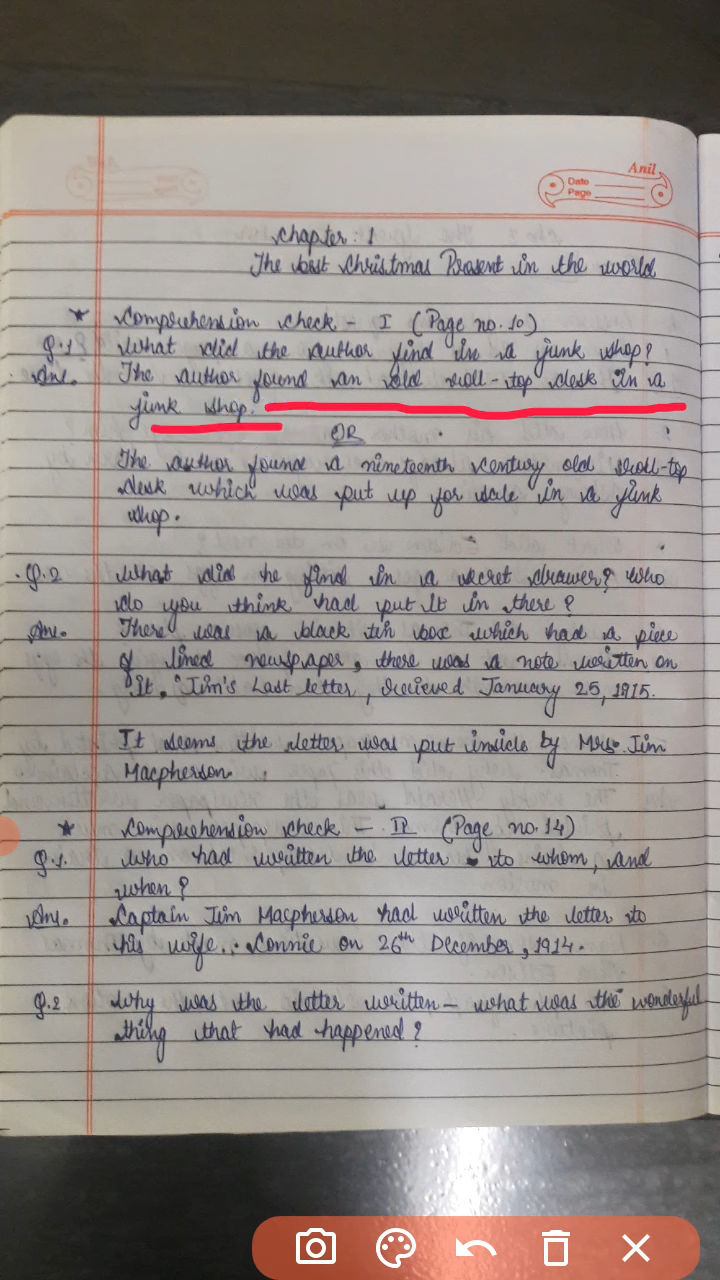 Anil
Date
Page
Chapter : 1
The best Christmas Present in the world
★ Comprehension check - I (Page no. 10)
Q.1 What did the author find in a junk shop?
Ans. The author found an old roll-top desk in a
junk shop.
OR
The author found a nineteenth century old roll-top
desk which was put up for sale in a junk
shop.
Q.2 What did he find in a secret drawer? Who
do you think had put it in there?
Ans. There was a black tin box which had a piece
of lined newspaper, there was a note written on
it. "Jim's Last letter, recieved January 25, 1915.
It seems the letter was put inside by Mrs. Jim
Macpherson.
★ Comprehension check - II (Page no. 14)
Q.1. Who had written the letter to whom, and
when?
Ans. Captain Jim Macpherson had written the letter to
his wife. Connie on 26th December, 1914.
Q.2 Why was the letter written - what was the wonderful
thing that had happened?